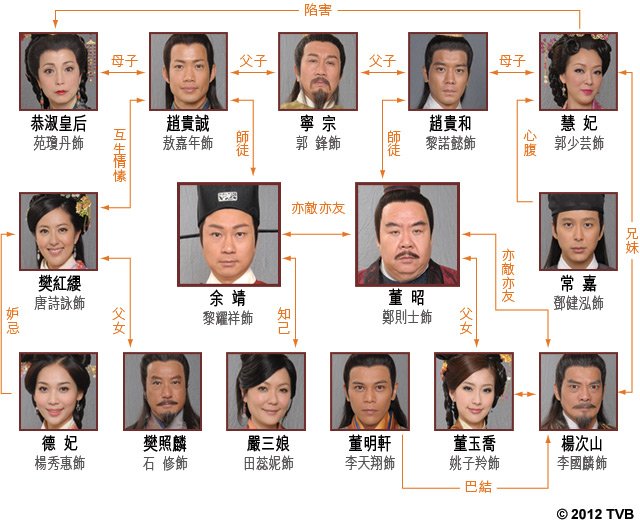 陷害
母子
父子
父子
母子
恭淑皇后
苑瓊丹飾
趙貴誠
敖嘉年飾
寧 宗
郭 鋒飾
趙貴和
黎諾懿飾
慧 妃
郭少芸飾
互生情愫
師徒
師徒
心腹
亦敵亦友
兄妹
樊紅纓
唐詩詠飾
余 靖
黎耀祥飾
董 昭
鄭則士飾
常 嘉
鄧健泓飾
亦敵亦友
妒忌
父女
知己
父女
德 妃
楊秀惠飾
樊照麟
石 修飾
嚴三娘
田蕊妮飾
董明軒
李天翔飾
董玉喬
姚子羚飾
楊次山
李國麟飾
巴結
© 2012 TVB